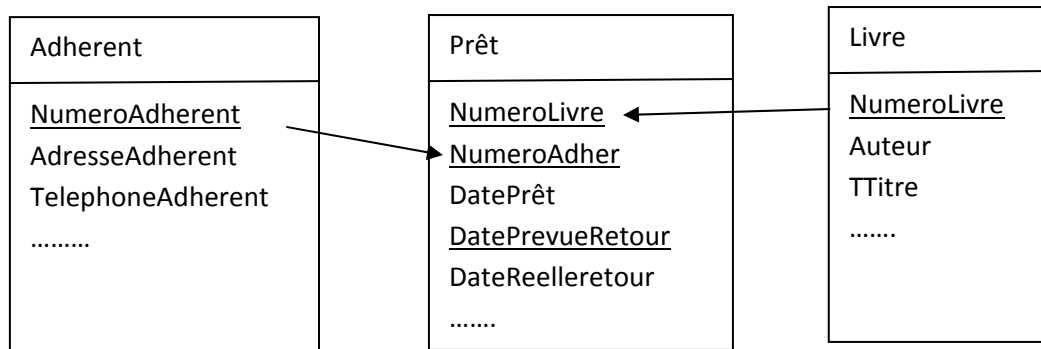 Adherent
NumeroAdherent
AdresseAdherent
TelephoneAdherent
………
Prêt
NumeroLivre
NumeroAdher
DatePrêt
DatePrevueRetour
DateReelleretour
…….
Livre
NumeroLivre
Auteur
TTitre
…….